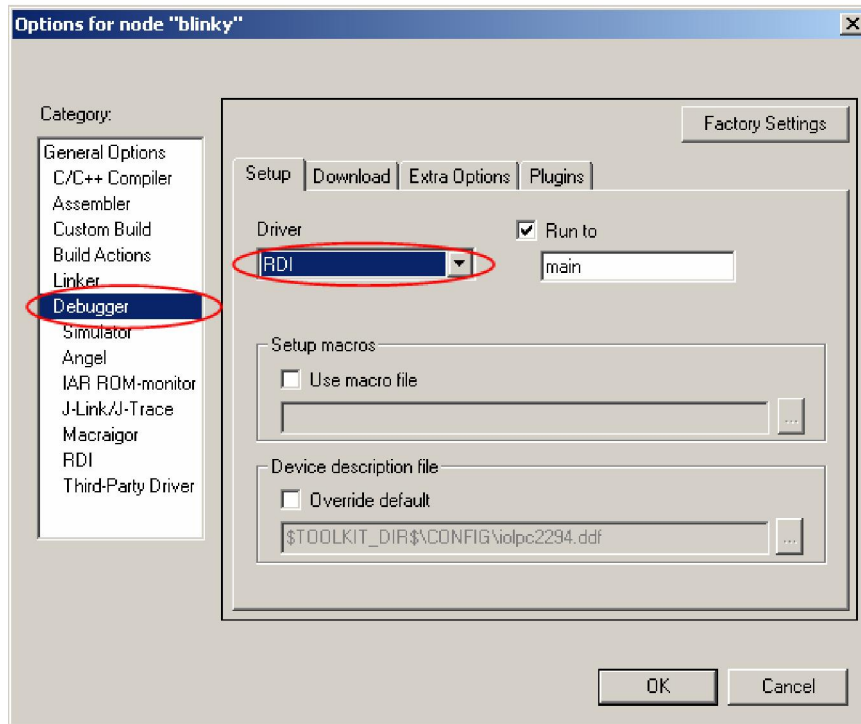 Options for node "blinky"
Category:
General Options
C/C++ Compiler
Assembler
Custom Build
Build Actions
Linker
Debugger
Simulator
Angel
IAR ROM-monitor
J-Link/J-Trace
Macraigor
RDI
Third-Party Driver
Factory Settings
Setup Download Extra Options Plugins
Driver
Run to
RDI
main
Setup macros
Use macro file
...
Device description file
Override default
$TOOLKIT_DIR$\CONFIG\iolpc2294.ddf
...
OK Cancel